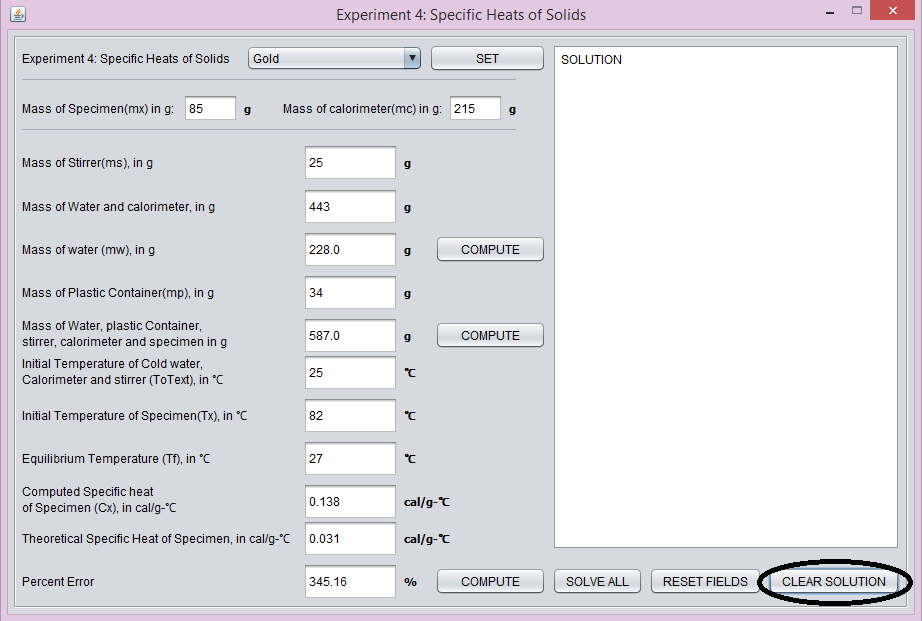 Experiment 4: Specific Heats of Solids
Experiment 4: Specific Heats of Solids Gold SET
Mass of Specimen(mx) in g: 85 g Mass of calorimeter(mc) in g: 215 g
Mass of Stirrer(ms), in g 25 g
Mass of Water and calorimeter, in g 443 g
Mass of water (mw), in g 228.0 g COMPUTE
Mass of Plastic Container(mp), in g 34 g
Mass of Water, plastic Container,
stirrer, calorimeter and specimen in g 587.0 g COMPUTE
Initial Temperature of Cold water,
Calorimeter and stirrer (ToText), in °C 25 °C
Initial Temperature of Specimen(Tx), in °C 82 °C
Equilibrium Temperature (Tf), in °C 27 °C
Computed Specific heat
of Specimen (Cx), in cal/g-°C 0.138 cal/g-°C
Theoretical Specific Heat of Specimen, in cal/g-°C 0.031 cal/g-°C
Percent Error 345.16 % COMPUTE
SOLUTION
SOLVE ALL RESET FIELDS CLEAR SOLUTION